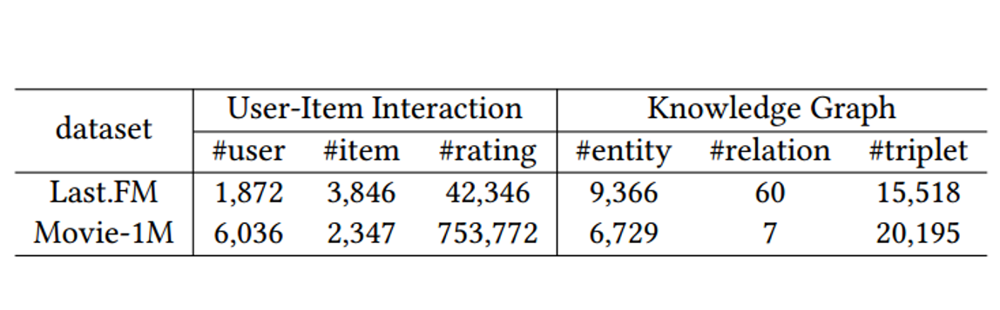 dataset User-Item Interaction Knowledge Graph
#user #item #rating #entity #relation #triplet
Last.FM 1,872 3,846 42,346 9,366 60 15,518
Movie-1M 6,036 2,347 753,772 6,729 7 20,195